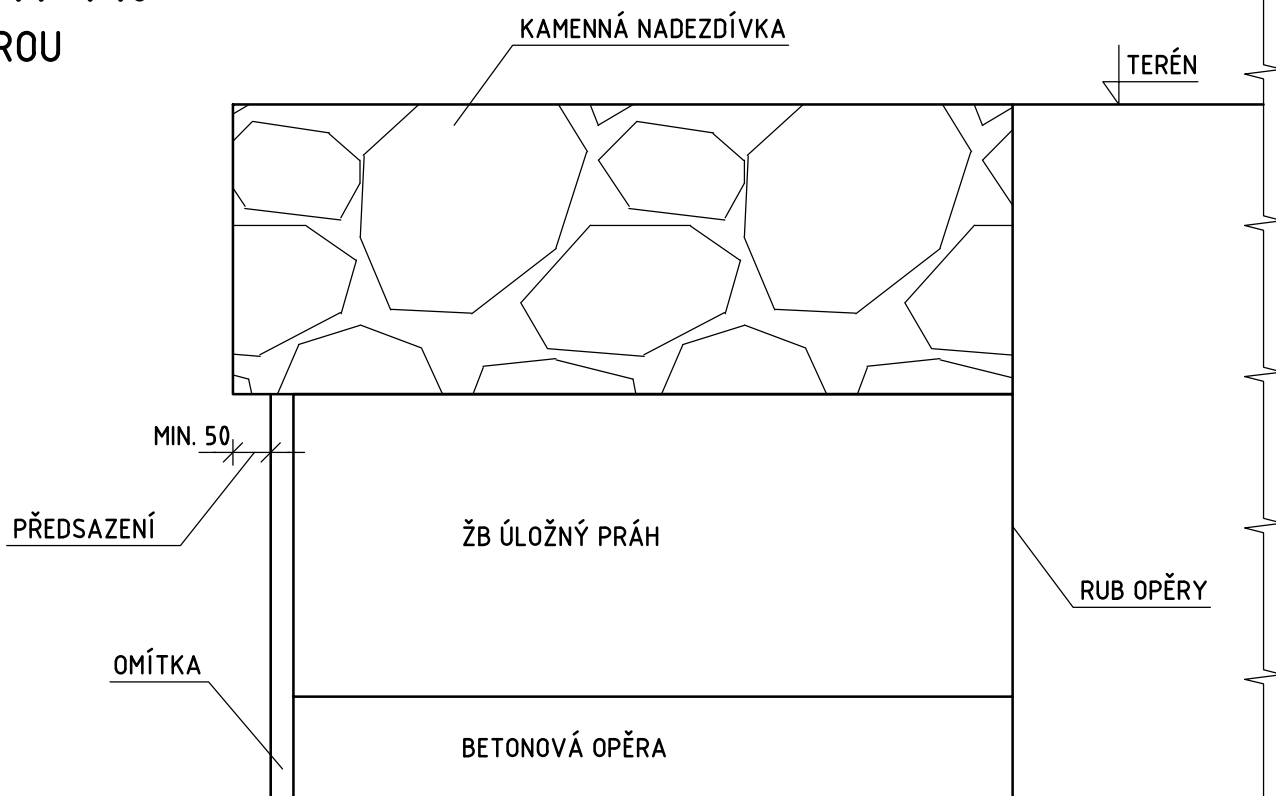 ROU
KAMENNÁ NADEZDÍVKA
TERÉN
MIN. 50
PŘEDSAZENÍ
ŽB ÚLOŽNÝ PRÁH
RUB OPĚRY
OMÍTKA
BETONOVÁ OPĚRA